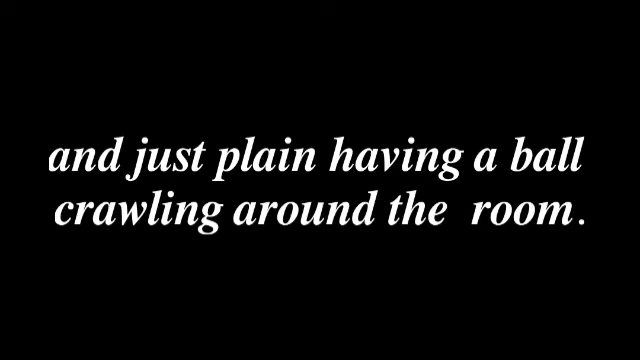 and just plain having a ball
crawling around the  room.